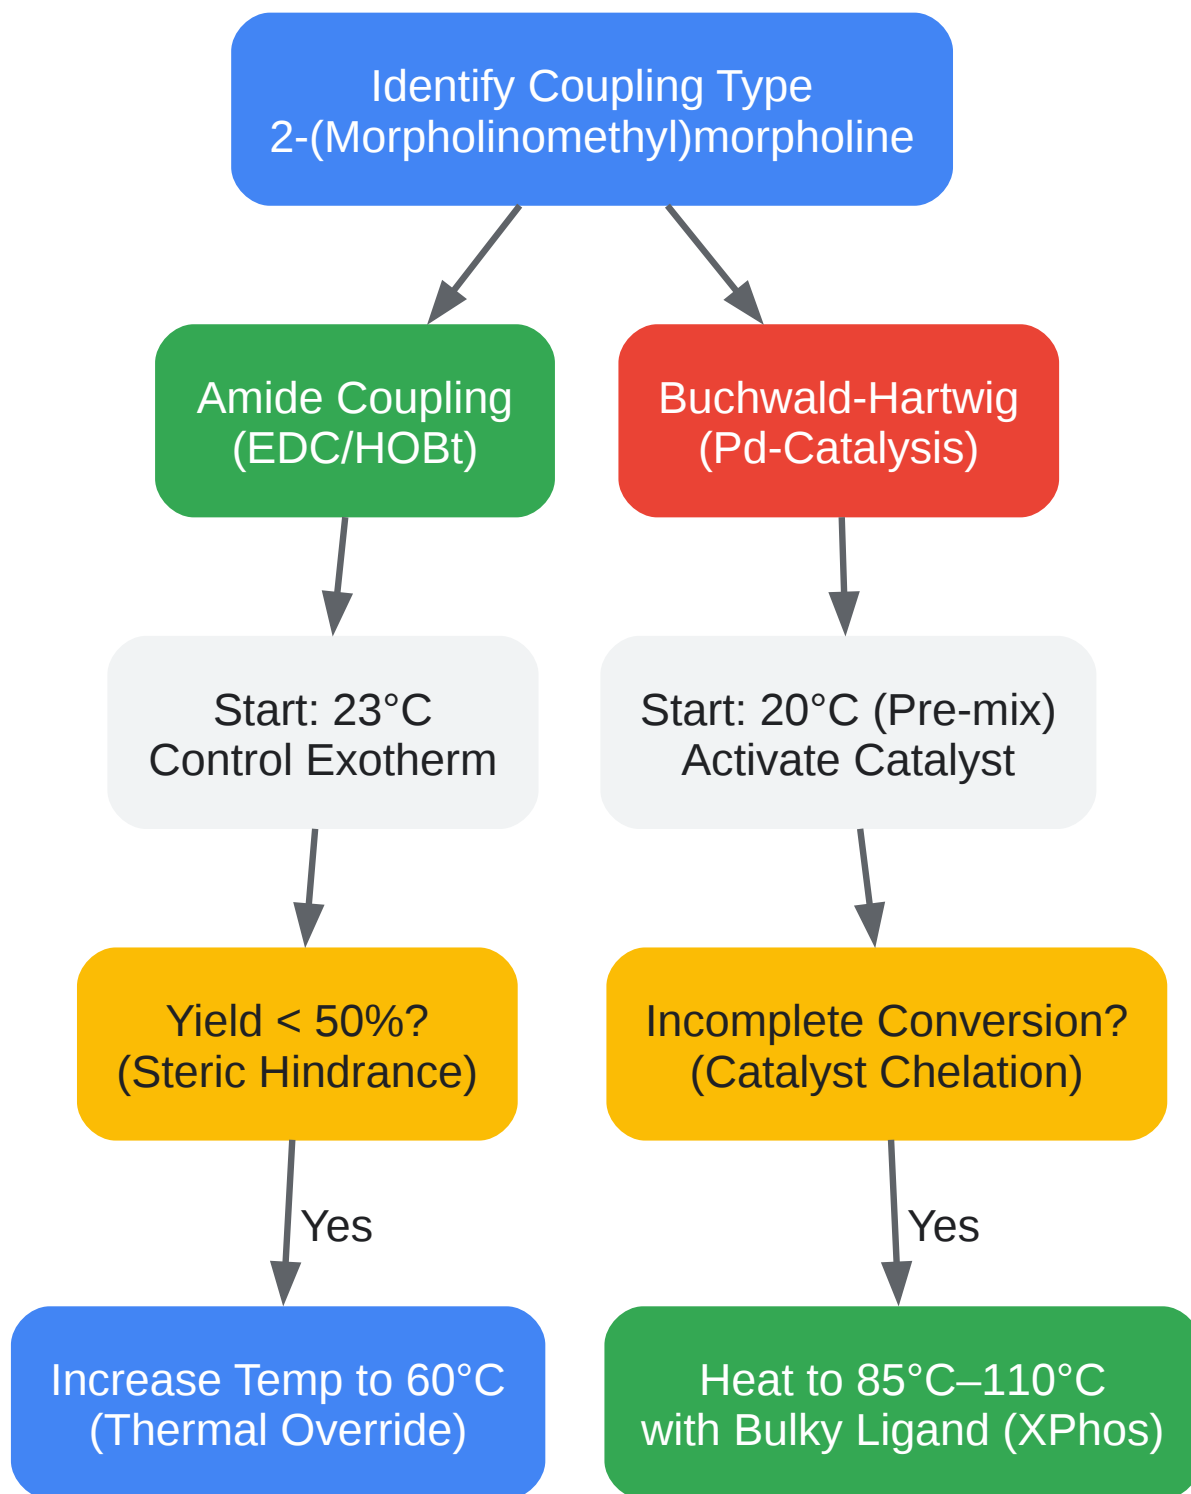 Identify Coupling Type
2-(Morpholinomethyl)morpholine
Amide Coupling
(EDC/HOBt)
Buchwald-Hartwig
(Pd-Catalysis)
Start: 23°C
Control Exotherm
Start: 20°C (Pre-mix)
Activate Catalyst
Yield < 50%?
(Steric Hindrance)
Incomplete Conversion?
(Catalyst Chelation)
Yes
Yes
Increase Temp to 60°C
(Thermal Override)
Heat to 85°C–110°C
with Bulky Ligand (XPhos)